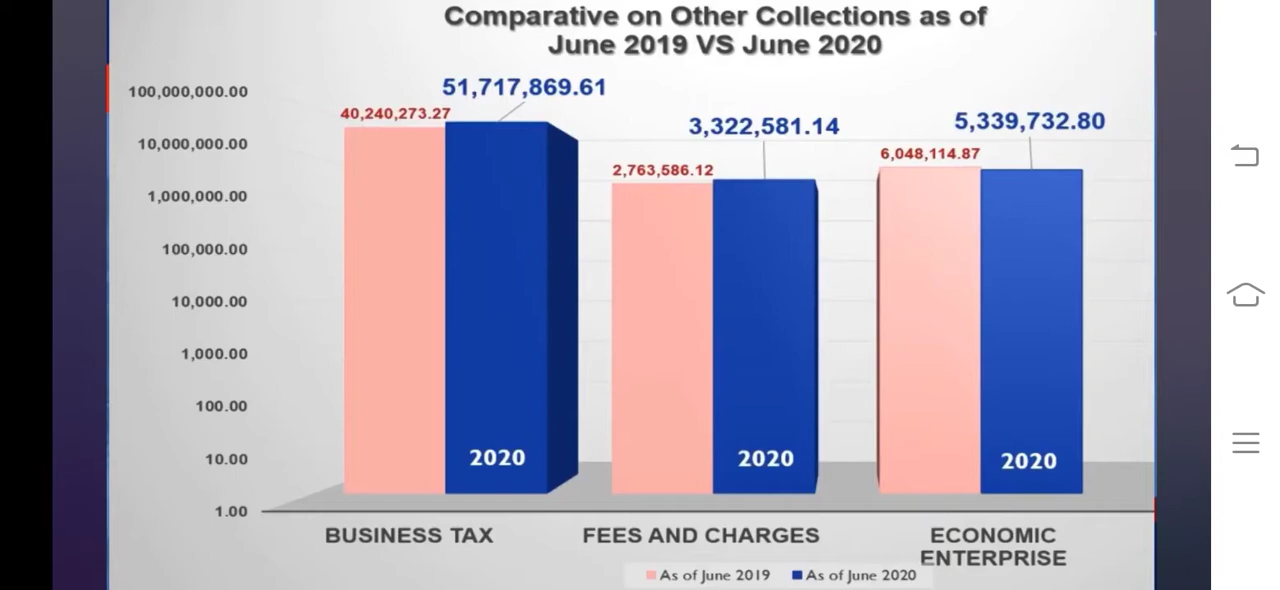 Comparative on Other Collections as of
June 2019 VS June 2020
100,000,000.00
10,000,000.00
1,000,000.00
100,000.00
10,000.00
1,000.00
100.00
10.00
1.00
40,240,273.27
51,717,869.61
2,763,586.12
3,322,581.14
6,048,114.87
5,339,732.80
2020
2020
2020
BUSINESS TAX
FEES AND CHARGES
ECONOMIC
ENTERPRISE
As of June 2019
As of June 2020